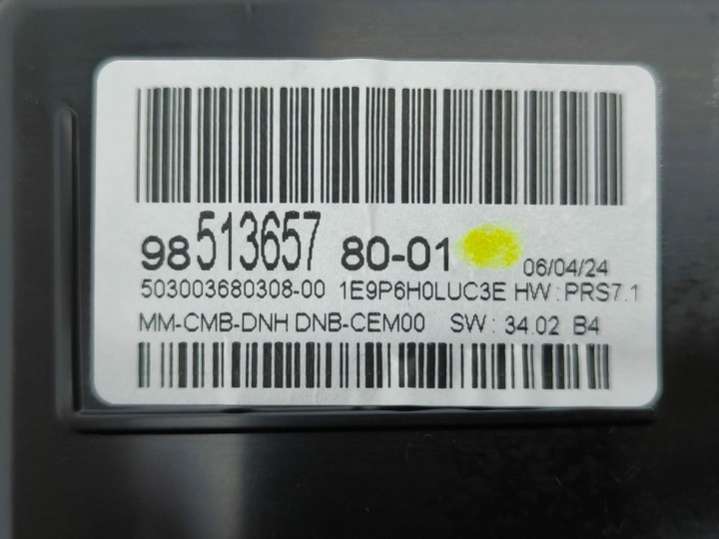 98 513657 80-01 06/04/24
503003680308-00 1E9P6H0LUC3E HW : PRS7.1
MM-CMB-DNH DNB-CEM00 SW : 34.02 B4